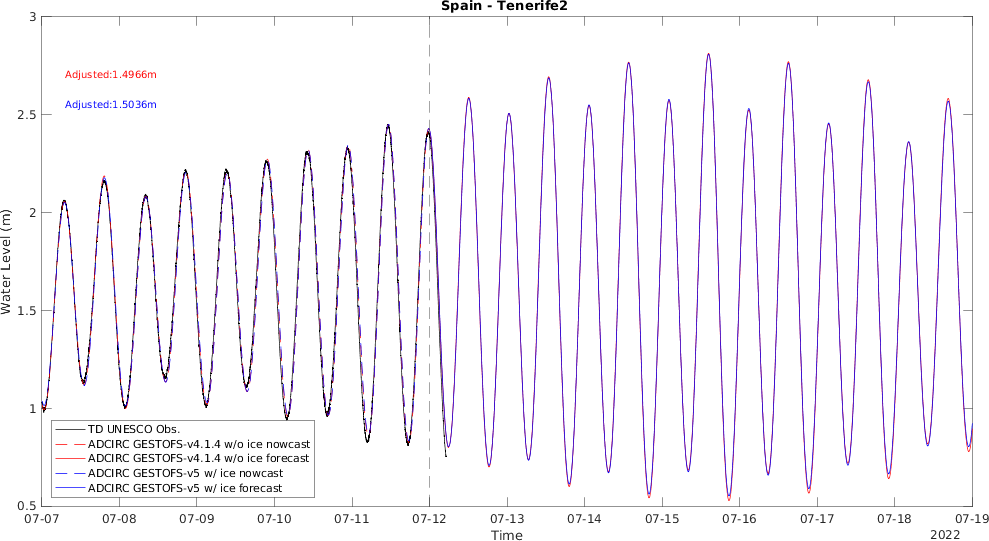 Spain - Tenerife2
3
Adjusted:1.4966m
Adjusted:1.5036m
2.5
2
1.5
1
0.5
Water Level (m)
TD UNESCO Obs.
ADCIRC GESTOFS-v4.1.4 w/o ice nowcast
ADCIRC GESTOFS-v4.1.4 w/o ice forecast
ADCIRC GESTOFS-v5 w/ ice nowcast
ADCIRC GESTOFS-v5 w/ ice forecast
07-07 07-08 07-09 07-10 07-11 07-12 07-13 07-14 07-15 07-16 07-17 07-18 07-19
Time
2022